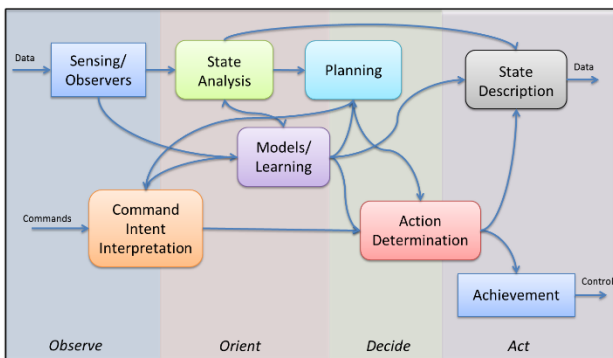 Data
Sensing/
Observers
State
Analysis
Planning
State
Description
Data
Models/
Learning
Commands
Command
Intent
Interpretation
Action
Determination
Achievement
Control
Observe
Orient
Decide
Act